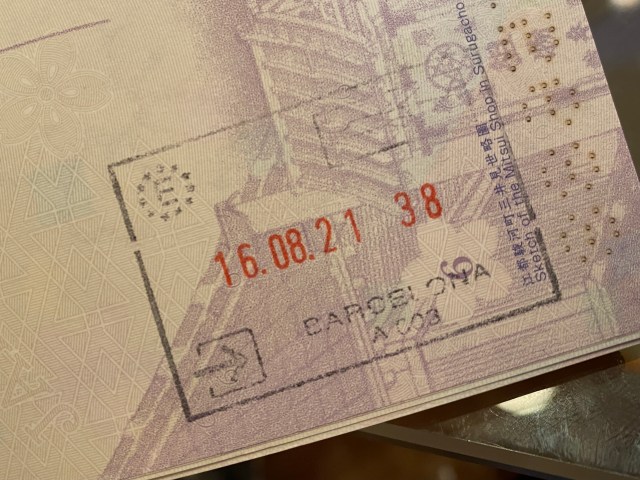 E
16.08.21 38
BARCELONA
A 003
江都駿河町三井見世略圖
Sketch of the Mitsui Shop in Surugacho